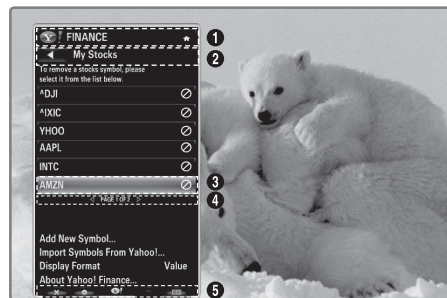 Y! FINANCE
My Stocks
To remove a stocks symbol, please
select it from the list below.
^DJI
^IXIC
YHOO
AAPL
INTC
AMZN
< PAGE 1 OF 2 >
Add New Symbol...
Import Symbols From Yahoo!...
Display Format Value
About Yahoo! Finance...
Y!
1
2
3
4
5